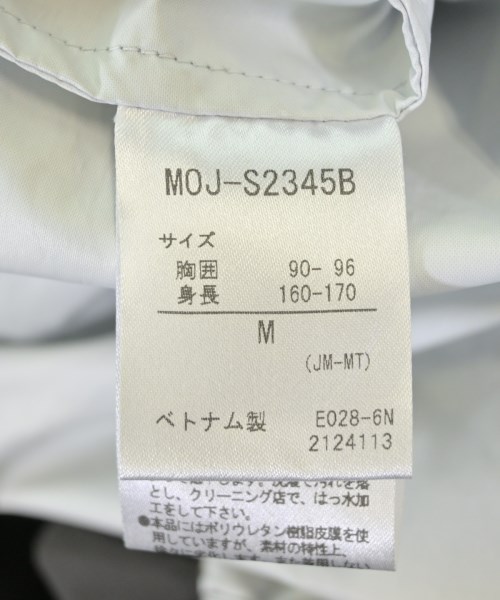 MOJ-S2345B
サイズ
胸囲 90- 96
身長 160-170
M
(JM-MT)
ベトナム製 E028-6N
2124113
とし、クリーニング店で、はっ水加
工をして下さい。
●本品にはポリウレタン樹脂皮膜を使
用していますが、素材の特性上、